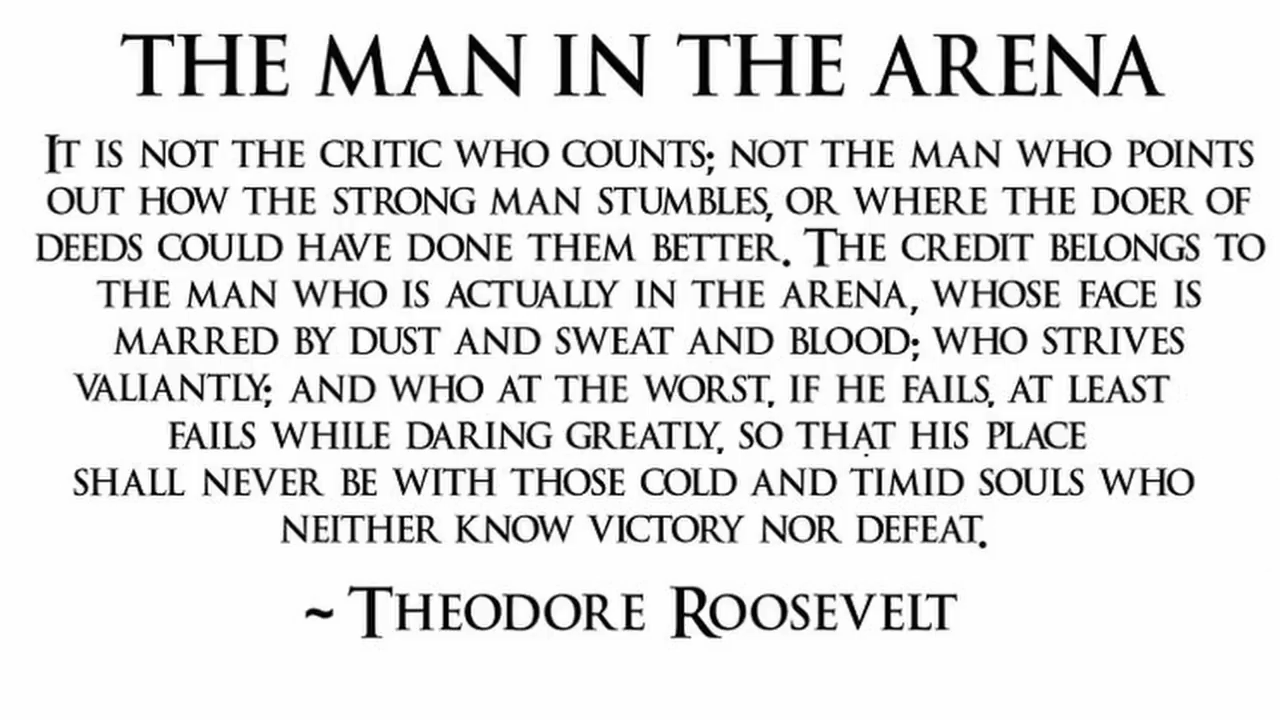 THE MAN IN THE ARENA
IT IS NOT THE CRITIC WHO COUNTS; NOT THE MAN WHO POINTS
OUT HOW THE STRONG MAN STUMBLES, OR WHERE THE DOER OF
DEEDS COULD HAVE DONE THEM BETTER. THE CREDIT BELONGS TO
THE MAN WHO IS ACTUALLY IN THE ARENA, WHOSE FACE IS
MARRED BY DUST AND SWEAT AND BLOOD; WHO STRIVES
VALIANTLY; AND WHO AT THE WORST, IF HE FAILS, AT LEAST
FAILS WHILE DARING GREATLY, SO THAT HIS PLACE
SHALL NEVER BE WITH THOSE COLD AND TIMID SOULS WHO
NEITHER KNOW VICTORY NOR DEFEAT.
~ THEODORE ROOSEVELT